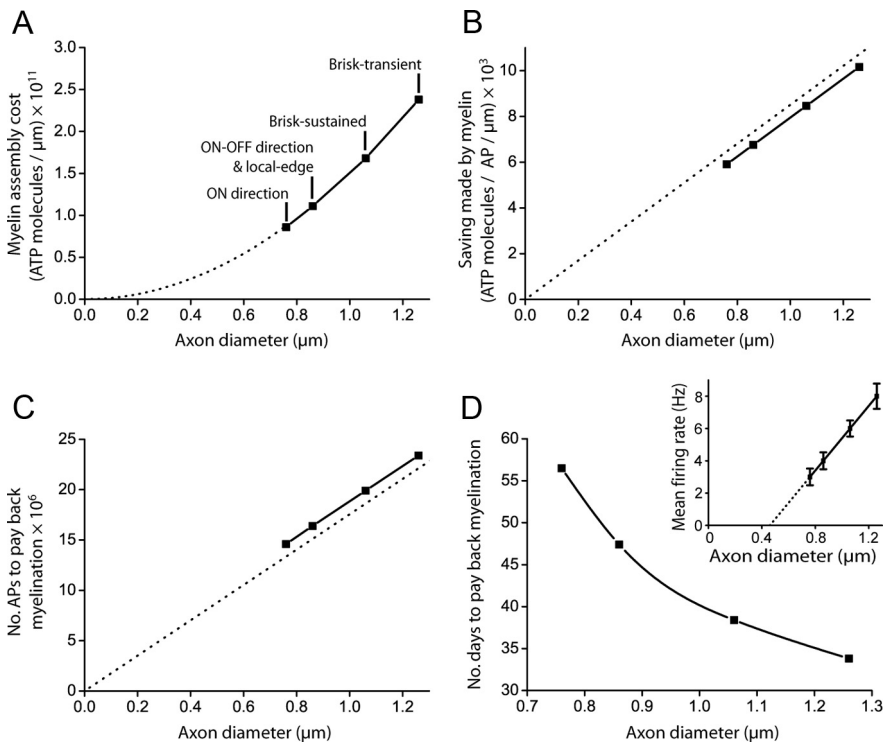 A
Myelin assembly cost
(ATP molecules / μm) × 10¹¹
3.0
2.5
2.0
1.5
1.0
0.5
0.0
Brisk-transient
Brisk-sustained
ON-OFF direction
& local-edge
ON direction
0.0 0.2 0.4 0.6 0.8 1.0 1.2
Axon diameter (μm)
B
Saving made by myelin
(ATP molecules / AP / μm) × 10³
10
8
6
4
2
0
0.0 0.2 0.4 0.6 0.8 1.0 1.2
Axon diameter (μm)
C
No. APs to pay back
myelination × 10⁶
25
20
15
10
5
0
0.0 0.2 0.4 0.6 0.8 1.0 1.2
Axon diameter (μm)
D
No. days to pay back myelination
60
55
50
45
40
35
30
0.7 0.8 0.9 1.0 1.1 1.2 1.3
Axon diameter (μm)
Mean firing rate (Hz)
8
6
4
2
0
0 0.4 0.8 1.2
Axon diameter (μm)